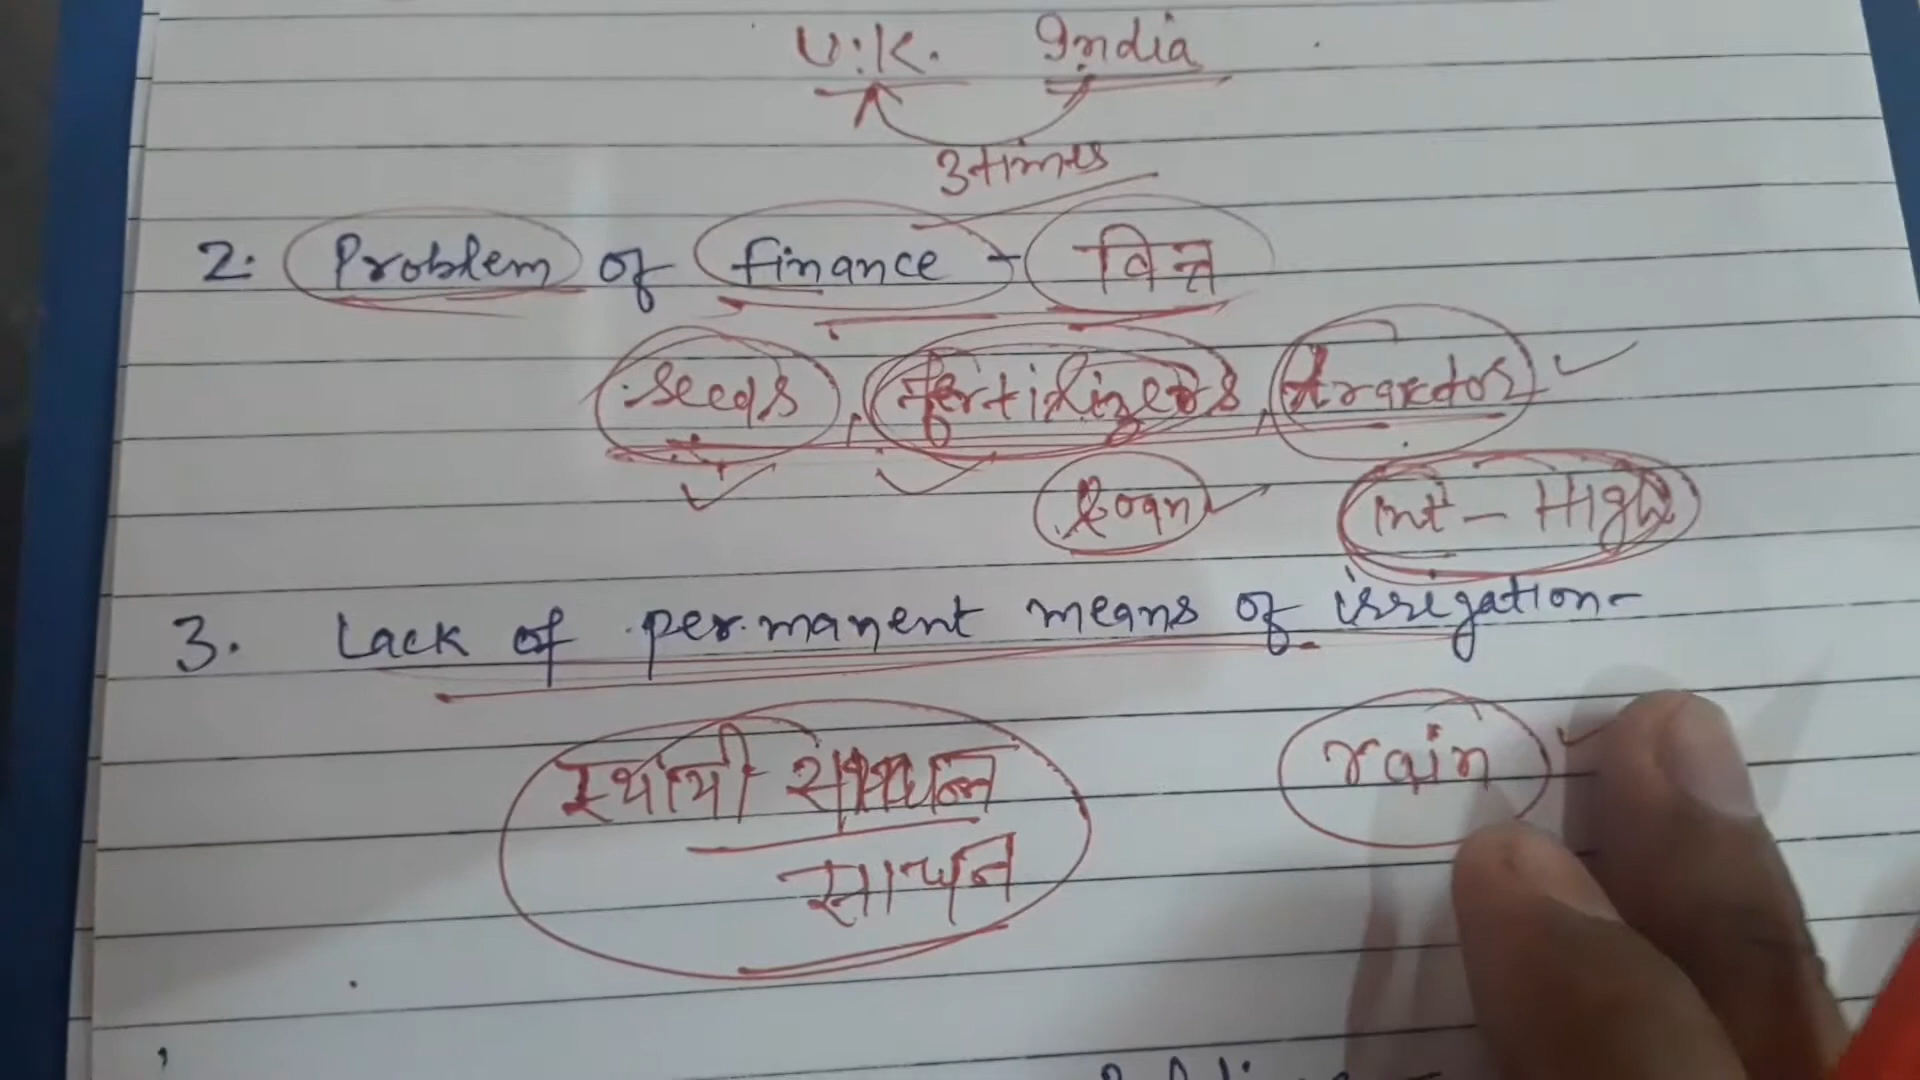 U.K. India
3 times
2. Problem of finance - वित्त
seeds, fertilizers, traktor
loan int - High
3. Lack of permanent means of irrigation-
स्थायी
साधन
rain